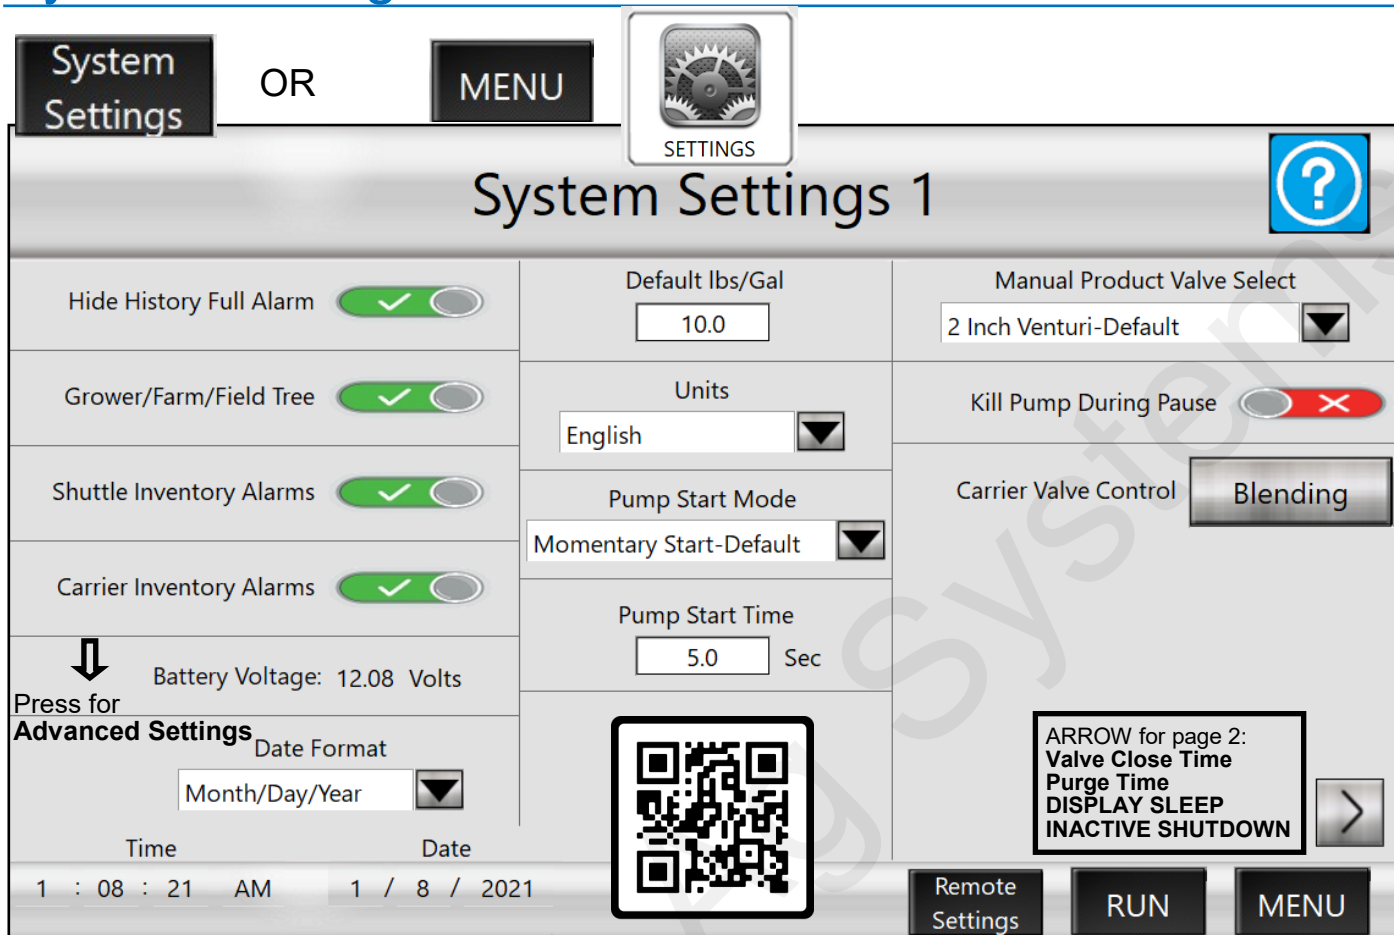 System
Settings
OR
MENU
SETTINGS
System Settings 1
?
Hide History Full Alarm
Grower/Farm/Field Tree
Shuttle Inventory Alarms
Carrier Inventory Alarms
Battery Voltage: 12.08 Volts
Press for
Advanced Settings
Date Format
Month/Day/Year
Time
Date
1 : 08 : 21 AM
1 / 8 / 2021
Default lbs/Gal
10.0
Units
English
Pump Start Mode
Momentary Start-Default
Pump Start Time
5.0 Sec
Manual Product Valve Select
2 Inch Venturi-Default
Kill Pump During Pause
Carrier Valve Control
Blending
ARROW for page 2:
Valve Close Time
Purge Time
DISPLAY SLEEP
INACTIVE SHUTDOWN
>
Remote
Settings
RUN
MENU
Ag Systems